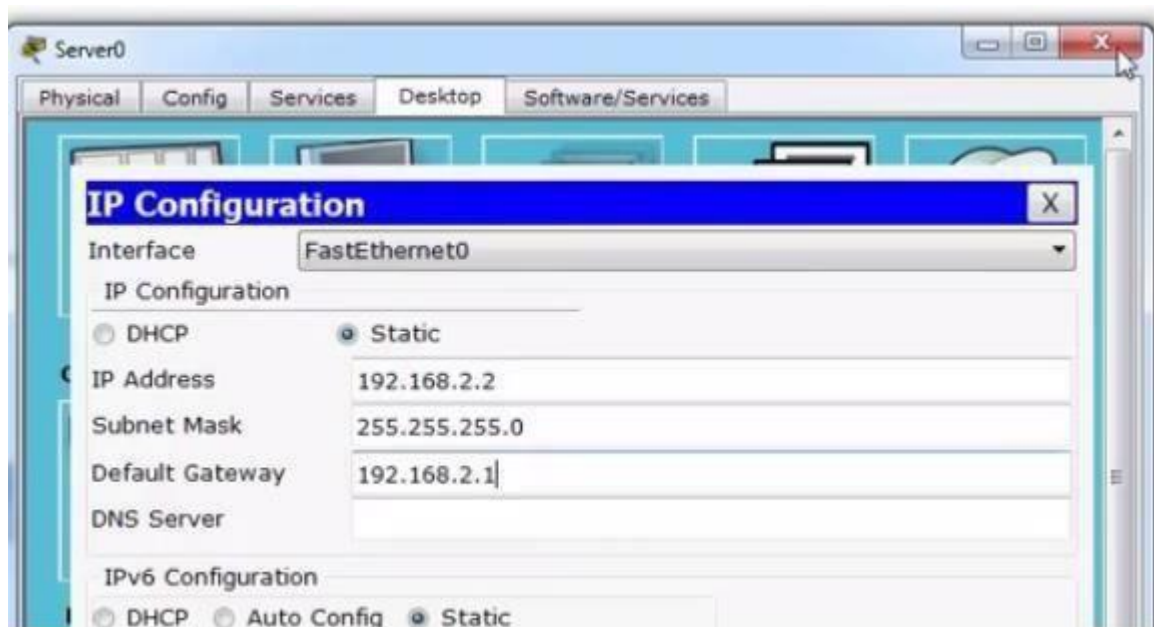 Server0
X
Physical Config Services Desktop Software/Services
IP Configuration X
Interface FastEthernet0
IP Configuration
DHCP Static
IP Address 192.168.2.2
Subnet Mask 255.255.255.0
Default Gateway 192.168.2.1
DNS Server
IPv6 Configuration
DHCP Auto Config Static